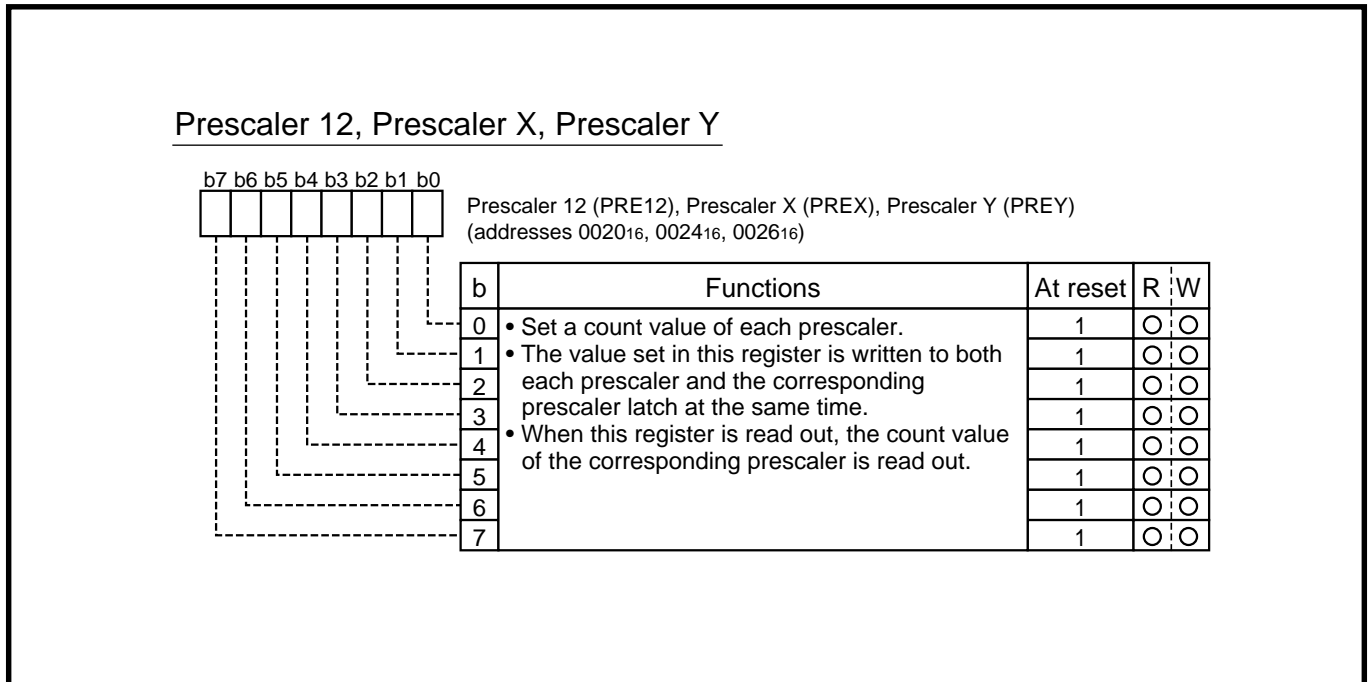 Prescaler 12, Prescaler X, Prescaler Y
b7 b6 b5 b4 b3 b2 b1 b0
Prescaler 12 (PRE12), Prescaler X (PREX), Prescaler Y (PREY)
(addresses 002016, 002416, 002616)
b Functions At reset R W
0 • Set a count value of each prescaler. 1
1 • The value set in this register is written to both 1
2 each prescaler and the corresponding 1
3 prescaler latch at the same time. 1
4 • When this register is read out, the count value 1
5 of the corresponding prescaler is read out. 1
6 1
7 1